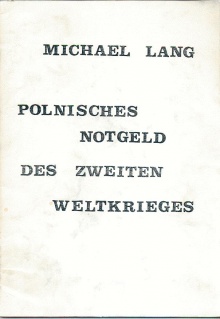 MICHAEL LANG
POLNISCHES
NOTGELD
DES ZWEITEN
WELTKRIEGES